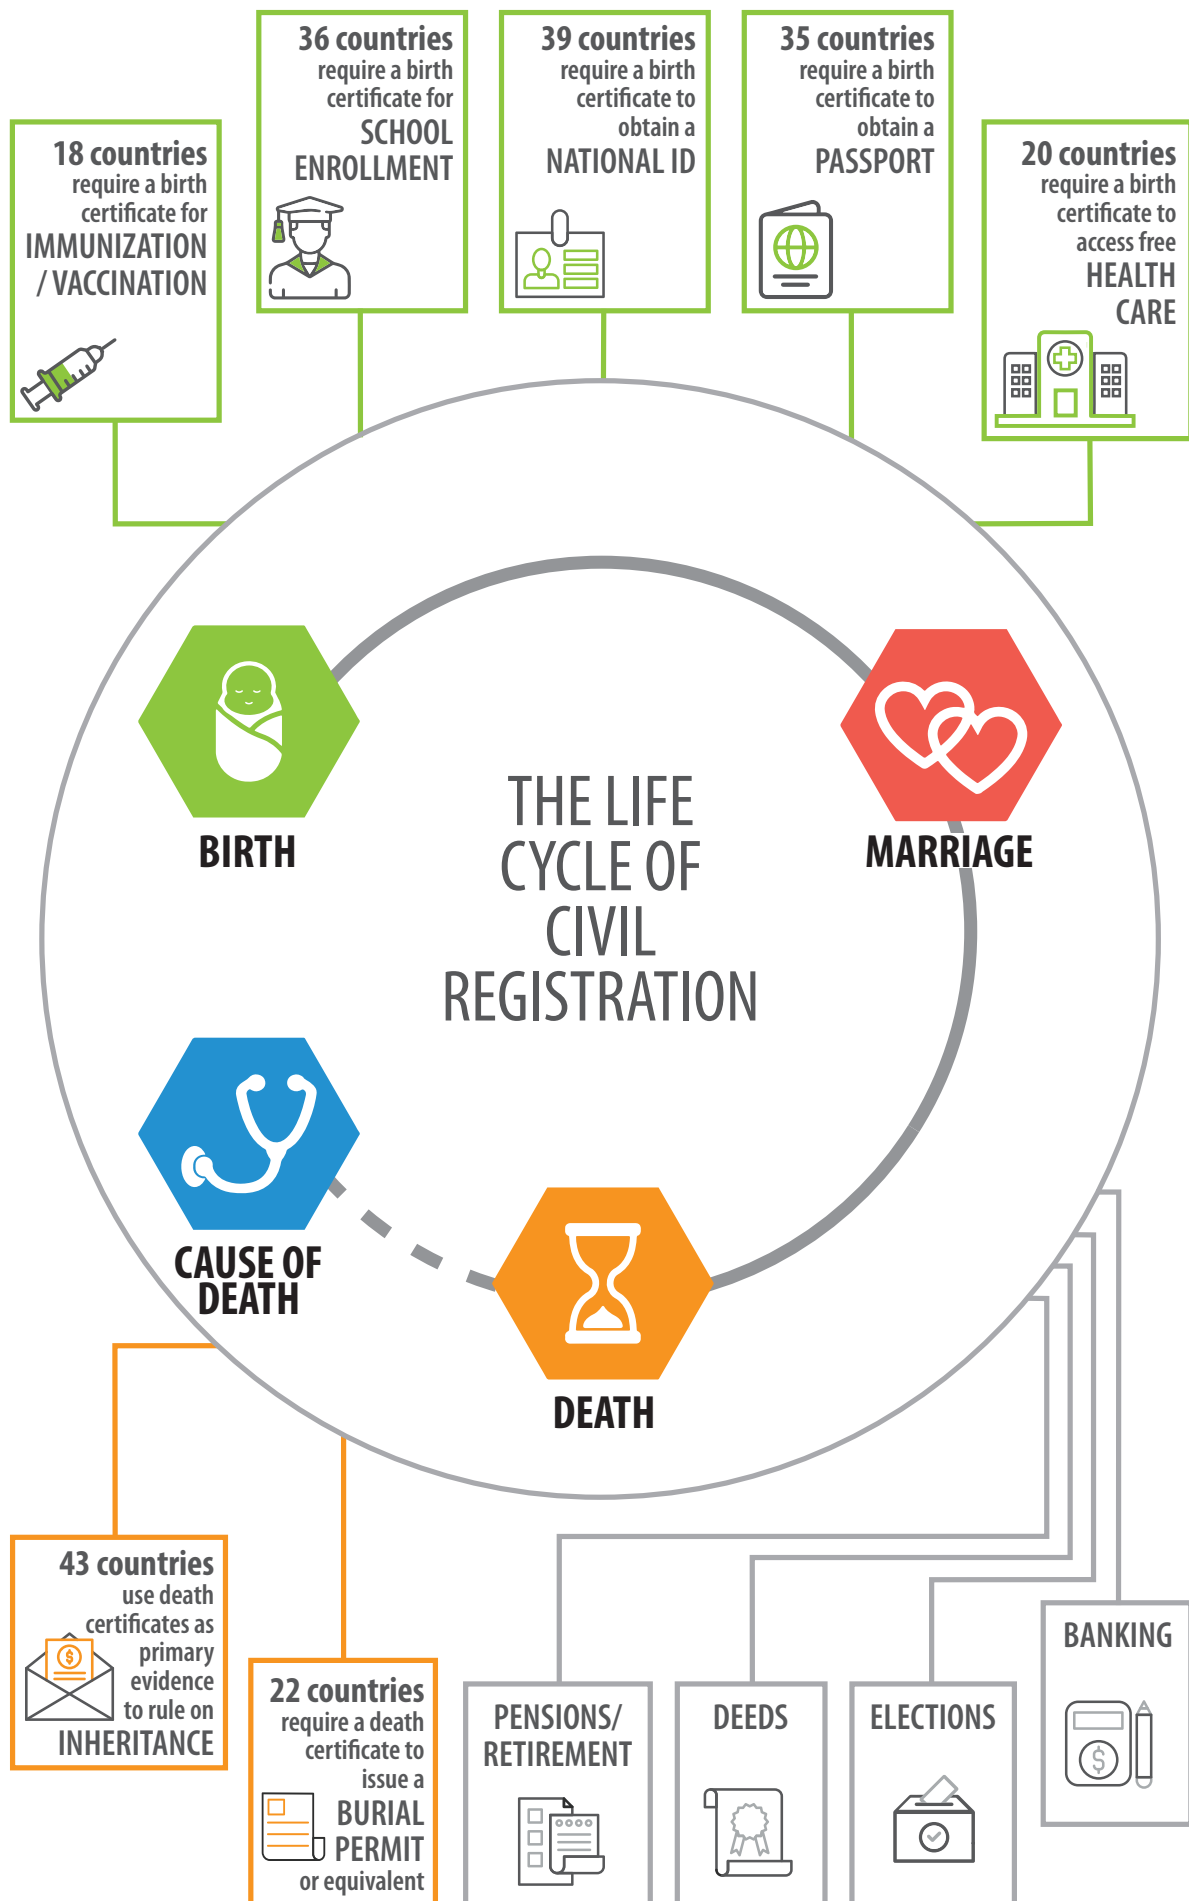 36 countries
require a birth
certificate for
SCHOOL
ENROLLMENT
39 countries
require a birth
certificate to
obtain a
NATIONAL ID
35 countries
require a birth
certificate to
obtain a
PASSPORT
18 countries
require a birth
certificate for
IMMUNIZATION
/ VACCINATION
20 countries
require a birth
certificate to
access free
HEALTH
CARE
BIRTH
MARRIAGE
THE LIFE
CYCLE OF
CIVIL
REGISTRATION
CAUSE OF
DEATH
DEATH
43 countries
use death
certificates as
primary
evidence
to rule on
INHERITANCE
$
22 countries
require a death
certificate to
issue a
BURIAL
PERMIT
or equivalent
PENSIONS/
RETIREMENT
DEEDS
ELECTIONS
BANKING
$